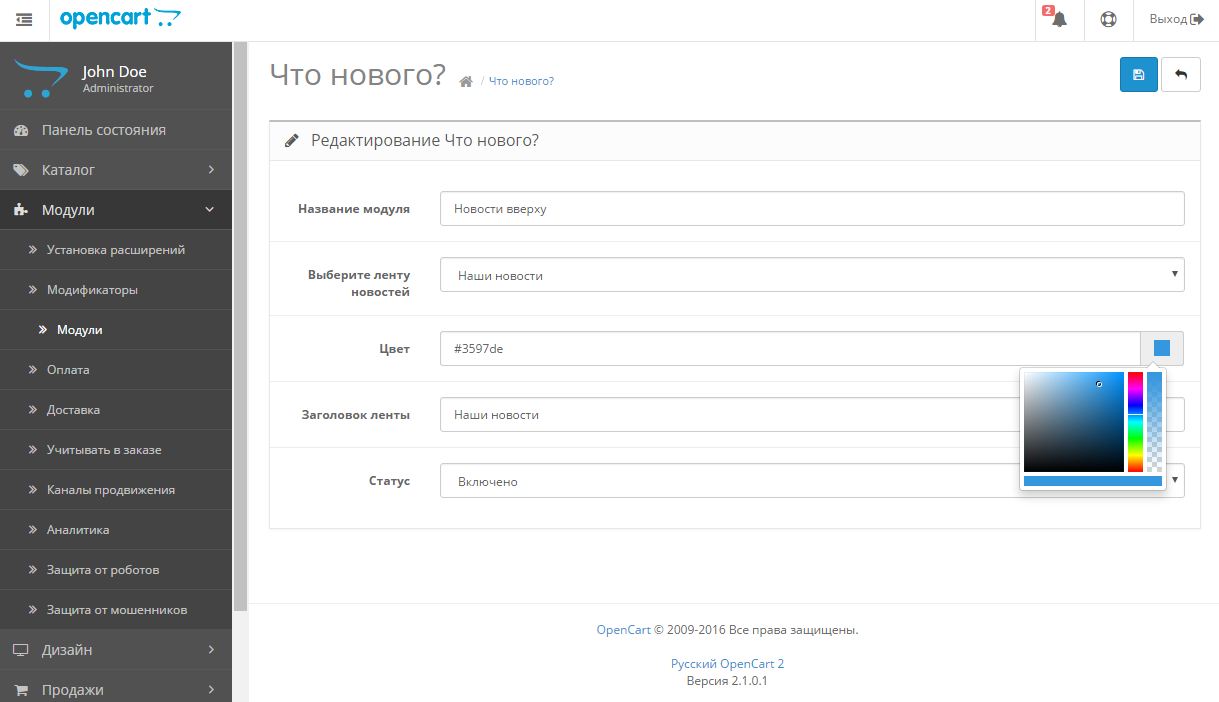 opencart
2
Выход
John Doe
Administrator
Панель состояния
Каталог
Модули
Установка расширений
Модификаторы
Модули
Оплата
Доставка
Учитывать в заказе
Каналы продвижения
Аналитика
Защита от роботов
Защита от мошенников
Дизайн
Продажи
Что нового?
/ Что нового?
Редактирование Что нового?
Название модуля
Новости вверху
Выберите ленту
новостей
Наши новости
Цвет
#3597de
Заголовок ленты
Наши новости
Статус
Включено
OpenCart © 2009-2016 Все права защищены.
Русский OpenCart 2
Версия 2.1.0.1